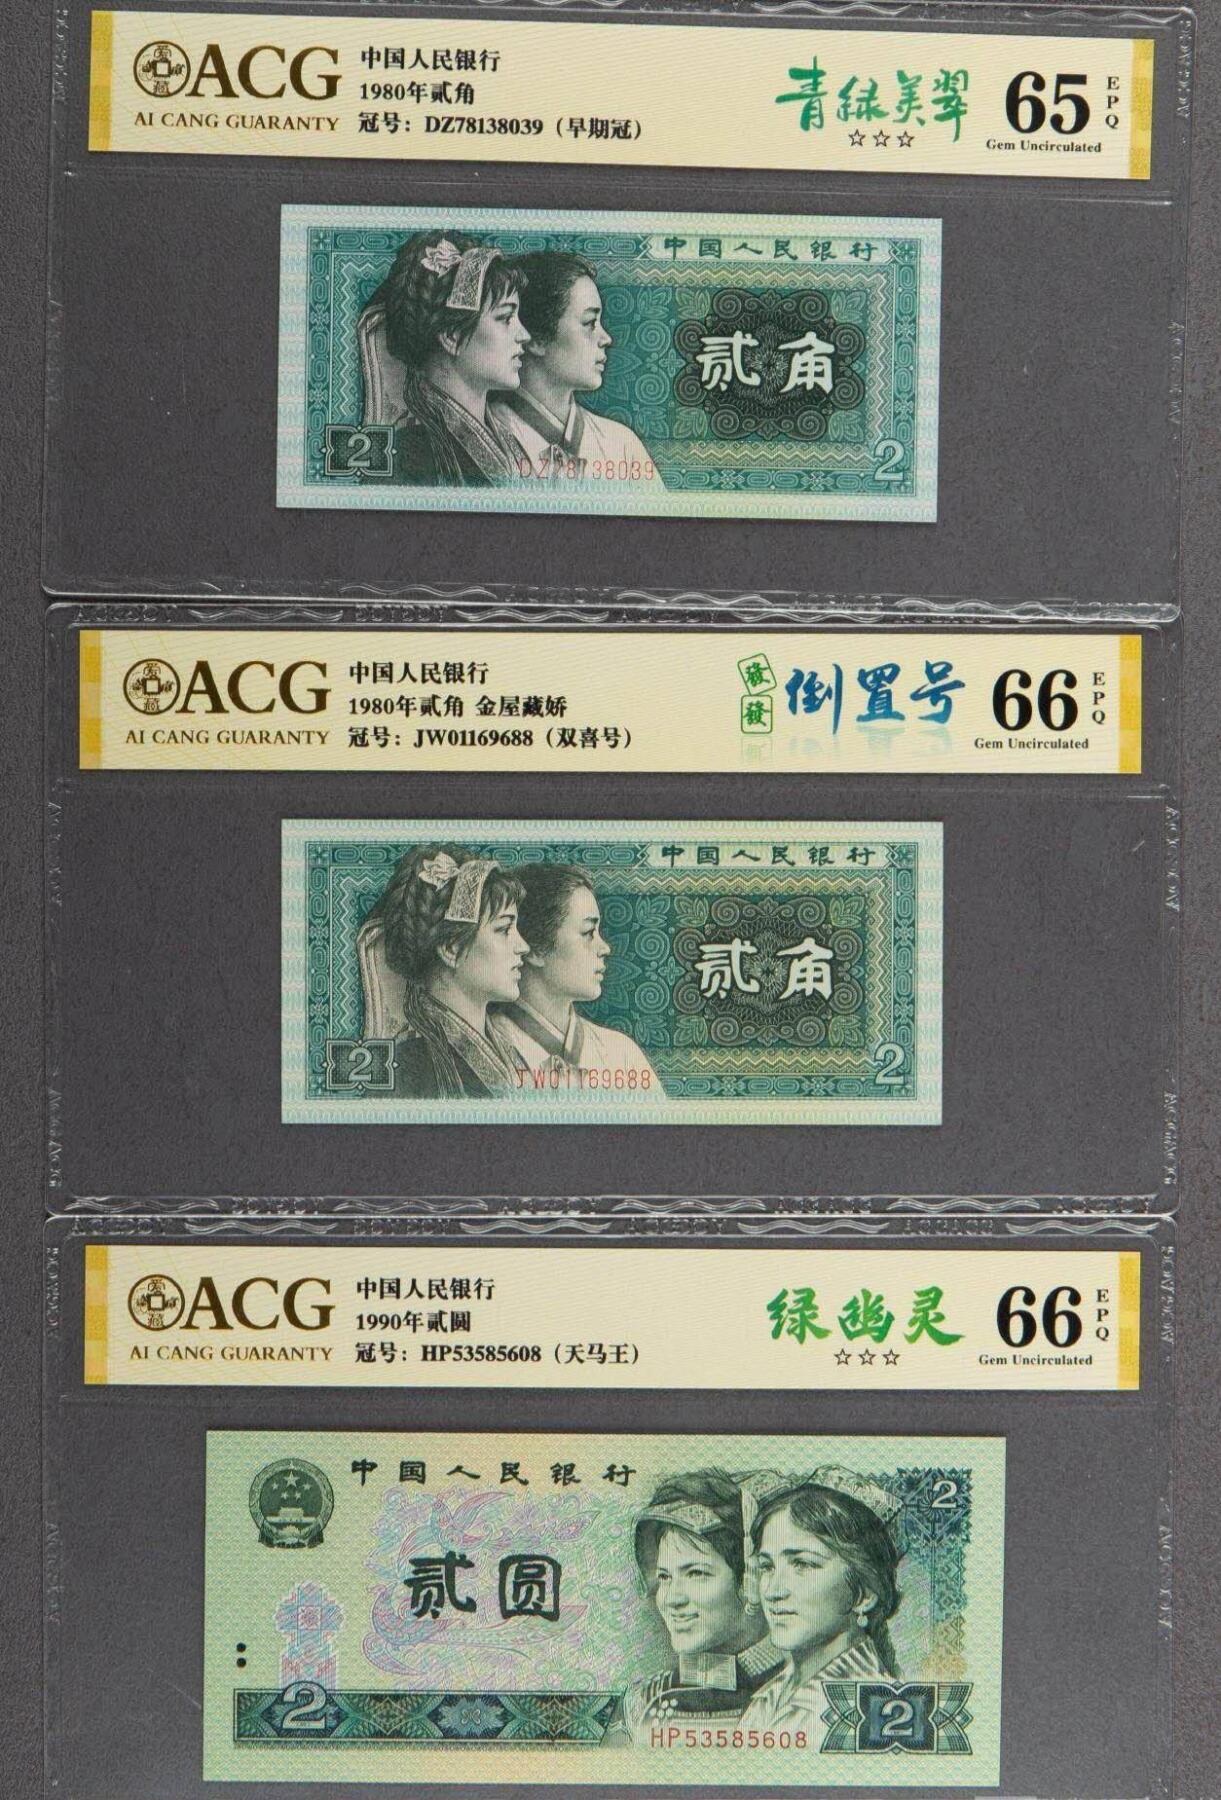 ACG
AI CANG GUARANTY
中国人民银行
1980年贰角
冠号：DZ78138039（早期冠）
青绿美翠
☆☆☆
65
EPQ
Gem Uncirculated
中国人民银行
贰角
2
2
DZ78138039
ACG
AI CANG GUARANTY
中国人民银行
1980年贰角 金屋藏娇
冠号：JW01169688（双喜号）
發
發
倒置号
66
EPQ
Gem Uncirculated
中国人民银行
贰角
2
2
JW01169688
ACG
AI CANG GUARANTY
中国人民银行
1990年贰圆
冠号：HP53585608（天马王）
绿幽灵
☆☆☆
66
EPQ
Gem Uncirculated
中国人民银行
2
贰圆
2
2
HP53585608